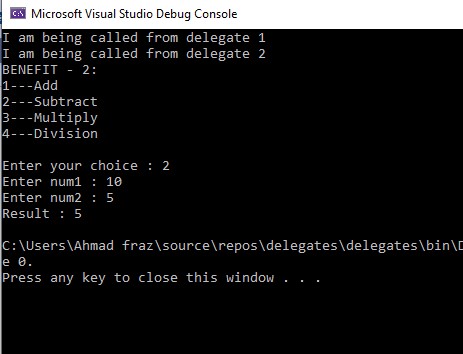 Microsoft Visual Studio Debug Console
I am being called from delegate 1
I am being called from delegate 2
BENEFIT - 2:
1---Add
2---Subtract
3---Multiply
4---Division
Enter your choice : 2
Enter num1 : 10
Enter num2 : 5
Result : 5
C:\Users\Ahmad fraz\source\repos\delegates\delegates\bin\D
e 0.
Press any key to close this window . . .